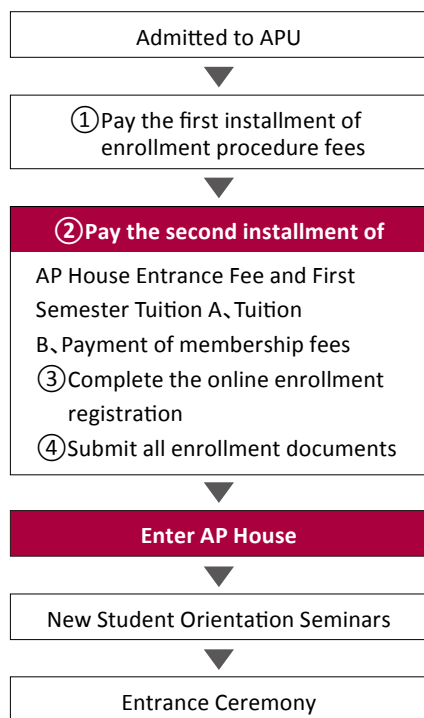 Admitted to APU
①Pay the first installment of
enrollment procedure fees
②Pay the second installment of
AP House Entrance Fee and First
Semester Tuition A、Tuition
B、Payment of membership fees
③Complete the online enrollment
registration
④Submit all enrollment documents
Enter AP House
New Student Orientation Seminars
Entrance Ceremony